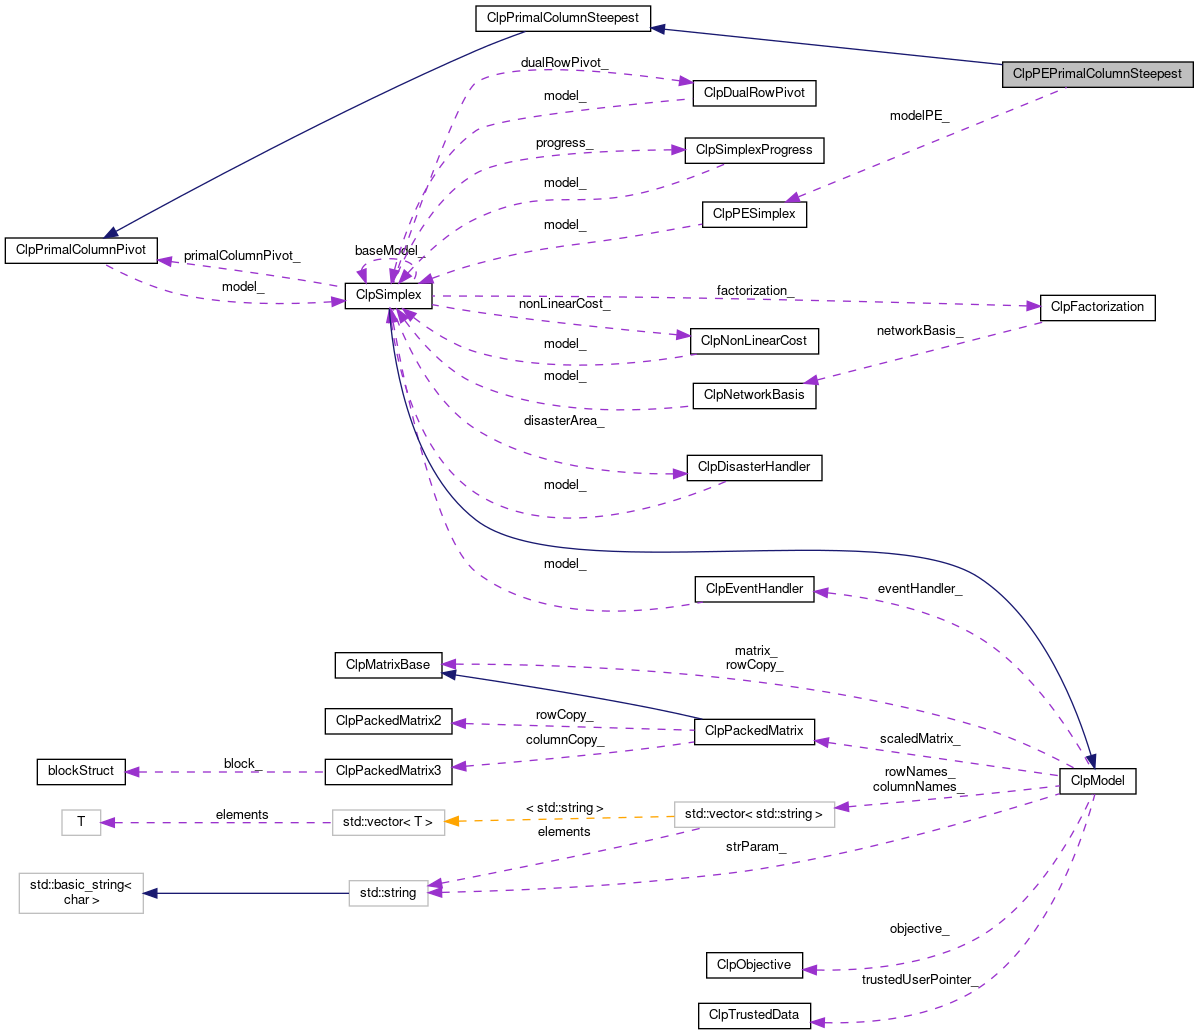 ClpPrimalColumnSteepest
ClpPEPrimalColumnSteepest
dualRowPivot_
ClpDualRowPivot
model_
modelPE_
progress_
ClpSimplexProgress
model_
ClpPESimplex
model_
ClpPrimalColumnPivot
primalColumnPivot_
baseModel_
model_
ClpSimplex
factorization_
nonLinearCost_
ClpFactorization
networkBasis_
ClpNonLinearCost
model_
model_
ClpNetworkBasis
disasterArea_
ClpDisasterHandler
model_
model_
ClpEventHandler
eventHandler_
matrix_
rowCopy_
ClpMatrixBase
ClpPackedMatrix2
rowCopy_
ClpPackedMatrix
scaledMatrix_
columnCopy_
blockStruct
block_
ClpPackedMatrix3
ClpModel
rowNames_
columnNames_
T
elements
std::vector< T >
< std::string >
std::vector< std::string >
elements
strParam_
std::basic_string<
char >
std::string
objective_
ClpObjective
trustedUserPointer_
ClpTrustedData